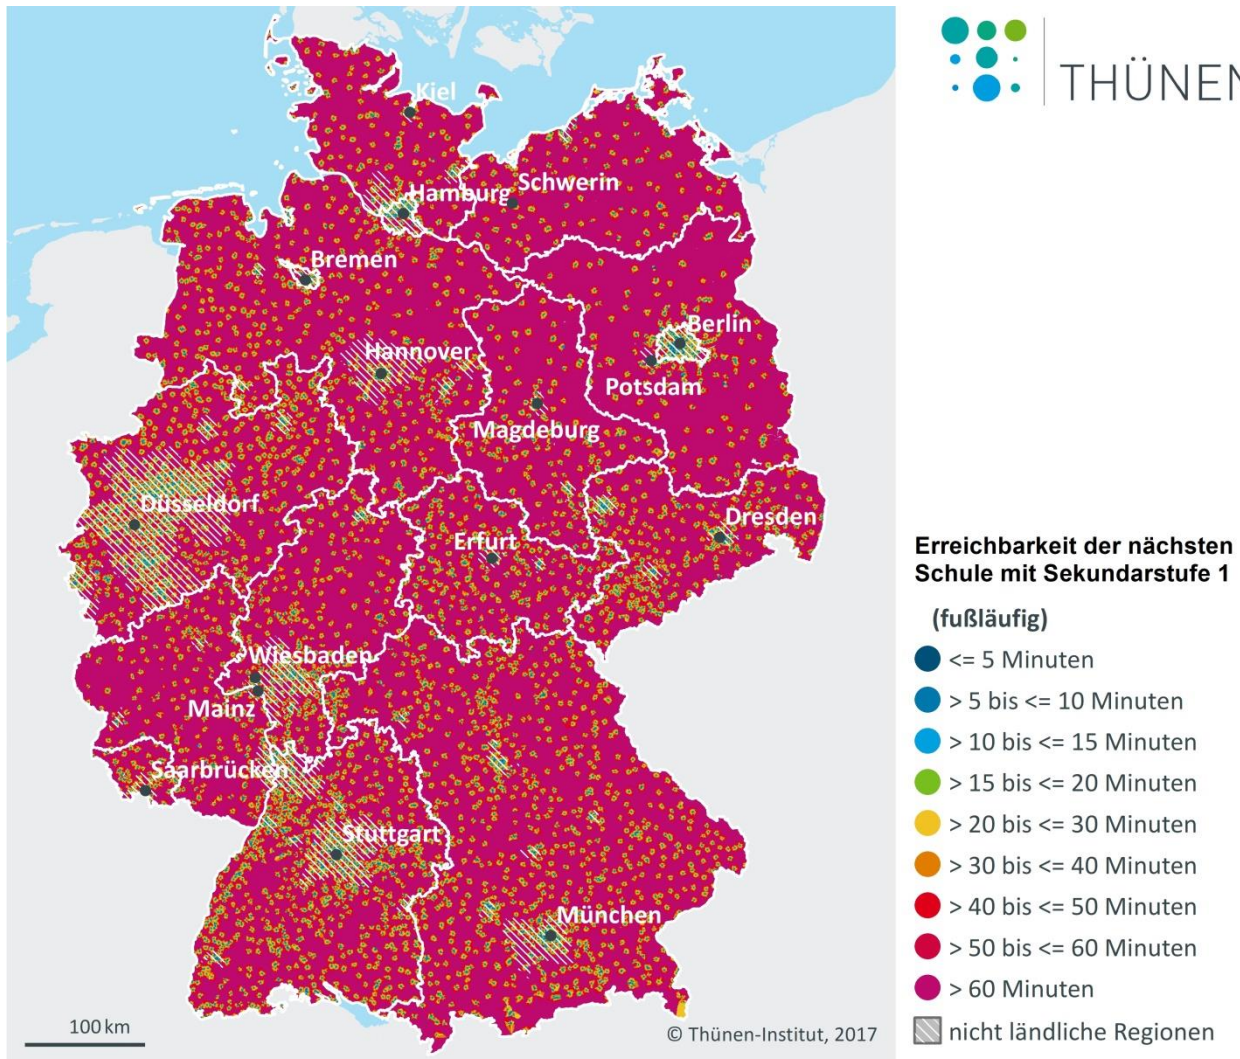 THÜNEN
Kiel
Schwerin
Hamburg
Bremen
Berlin
Hannover
Potsdam
Magdeburg
Düsseldorf
Dresden
Erfurt
Wiesbaden
Mainz
Saarbrücken
Stuttgart
München
100 km
© Thünen-Institut, 2017
Erreichbarkeit der nächsten
Schule mit Sekundarstufe 1
(fußläufig)
<= 5 Minuten
> 5 bis <= 10 Minuten
> 10 bis <= 15 Minuten
> 15 bis <= 20 Minuten
> 20 bis <= 30 Minuten
> 30 bis <= 40 Minuten
> 40 bis <= 50 Minuten
> 50 bis <= 60 Minuten
> 60 Minuten
nicht ländliche Regionen